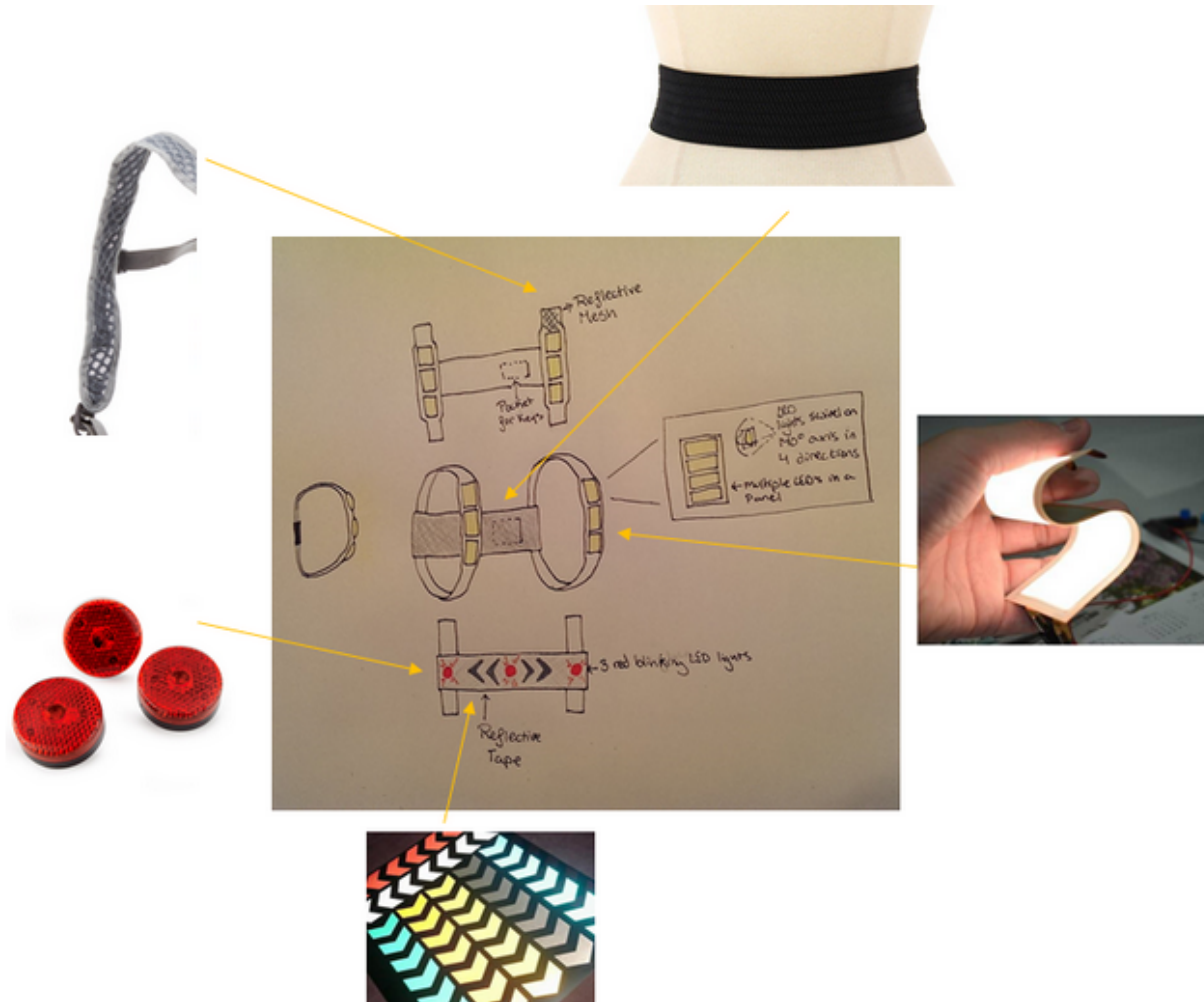 Reflective
Mesh
Pocket
for Keys
LED
lights swivel on
axis in
4 directions
Multiple LEDs in a
Panel
3 red blinking LED lights
Reflective
Tape